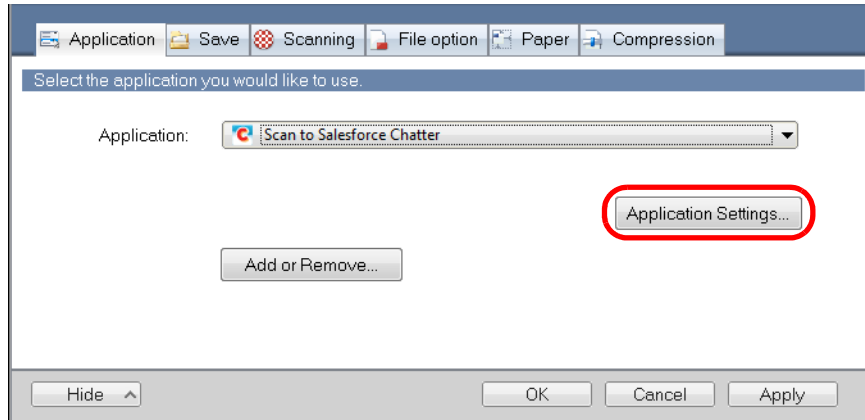 Application Save Scanning File option Paper Compression
Select the application you would like to use.
Application: Scan to Salesforce Chatter
Application Settings...
Add or Remove...
Hide OK Cancel Apply